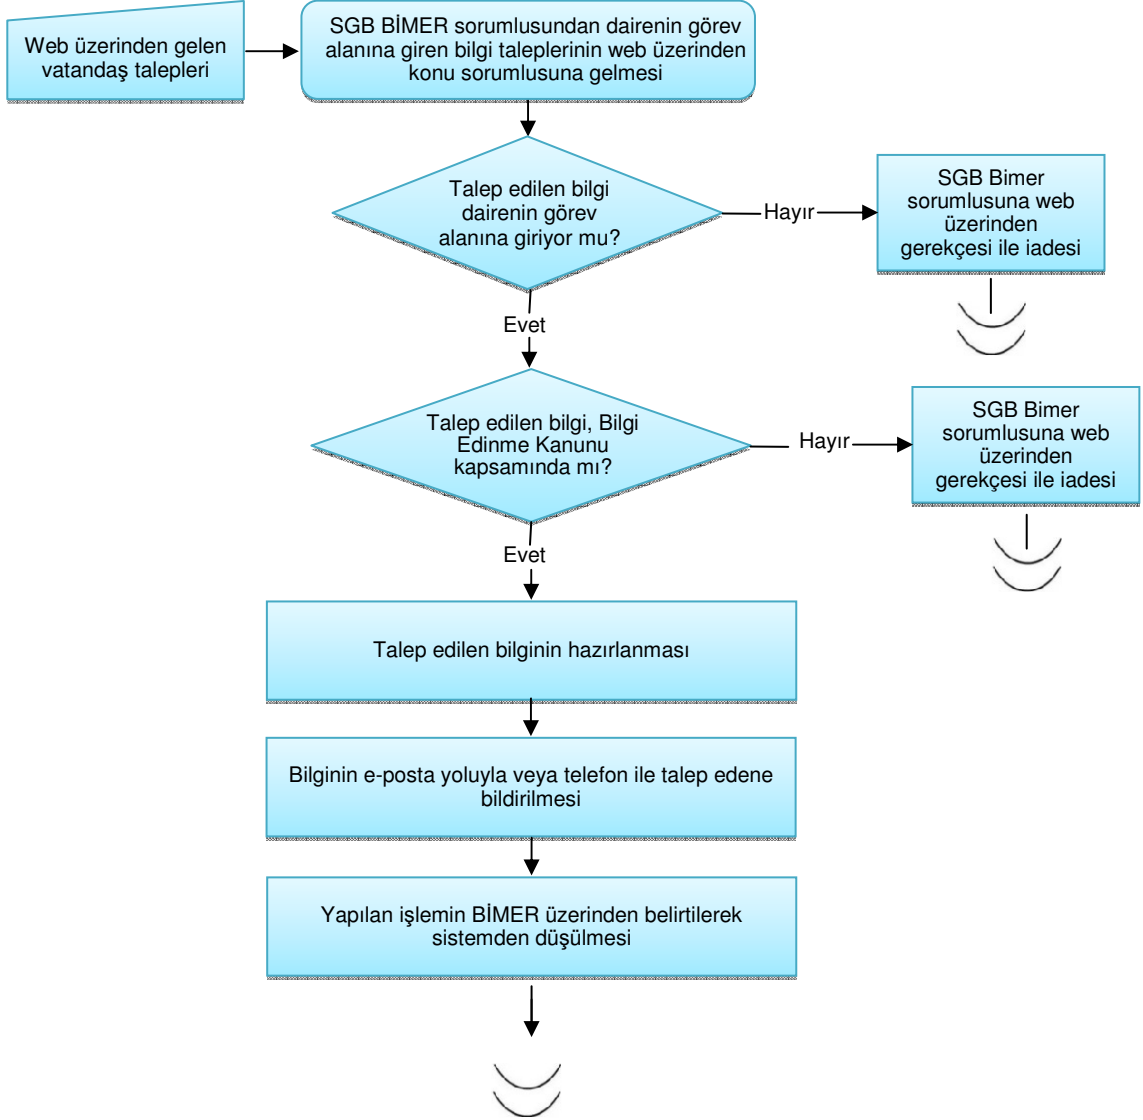 Web üzerinden gelen
vatandaş talepleri
SGB BİMER sorumlusundan dairenin görev
alanına giren bilgi taleplerinin web üzerinden
konu sorumlusuna gelmesi
Talep edilen bilgi
dairenin görev
alanına giriyor mu?
Hayır
SGB Bimer
sorumlusuna web
üzerinden
gerekçesi ile iadesi
Evet
Talep edilen bilgi, Bilgi
Edinme Kanunu
kapsamında mı?
Hayır
SGB Bimer
sorumlusuna web
üzerinden
gerekçesi ile iadesi
Evet
Talep edilen bilginin hazırlanması
Bilginin e-posta yoluyla veya telefon ile talep edene
bildirilmesi
Yapılan işlemin BİMER üzerinden belirtilerek
sistemden düşülmesi